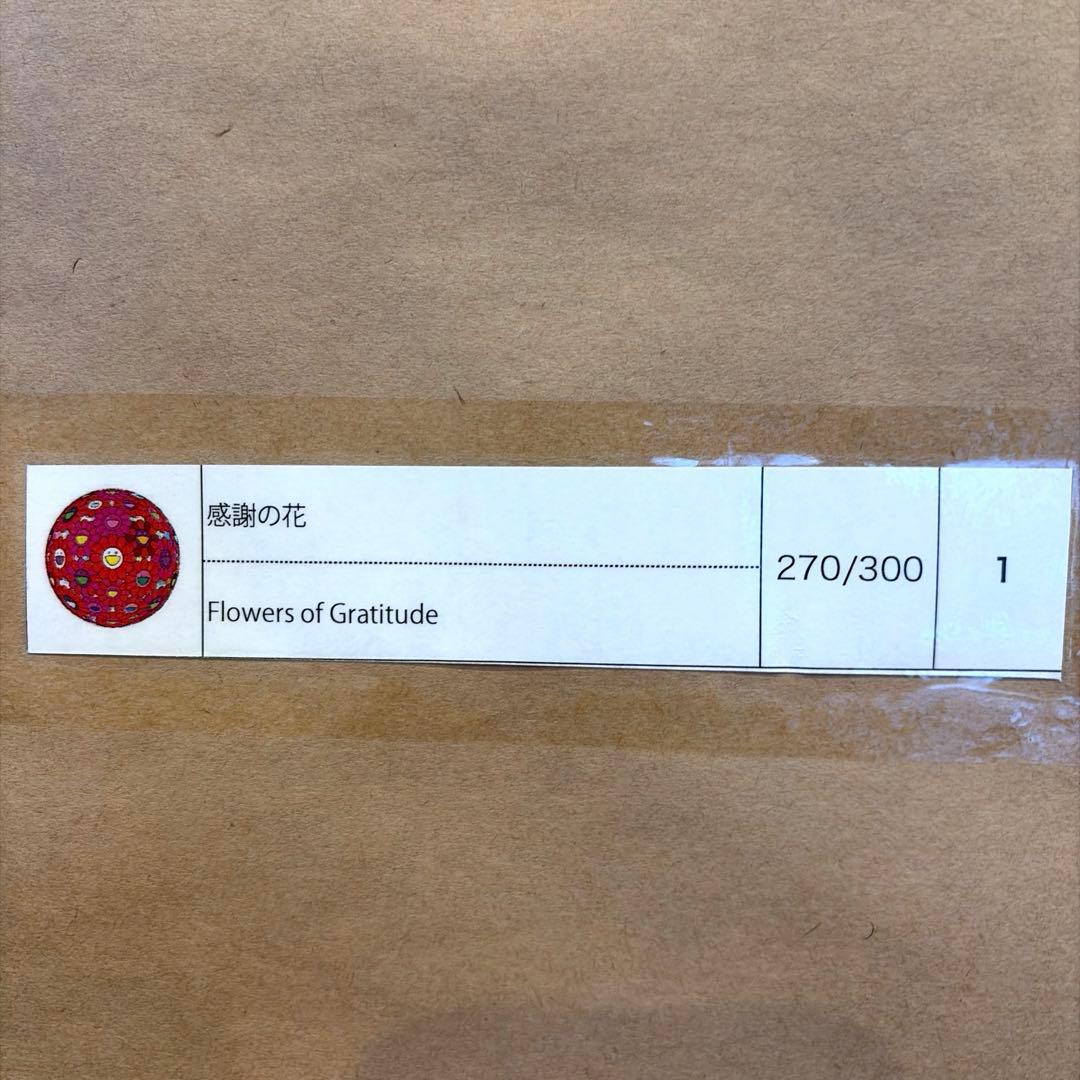 感謝の花
Flowers of Gratitude
270/300
1